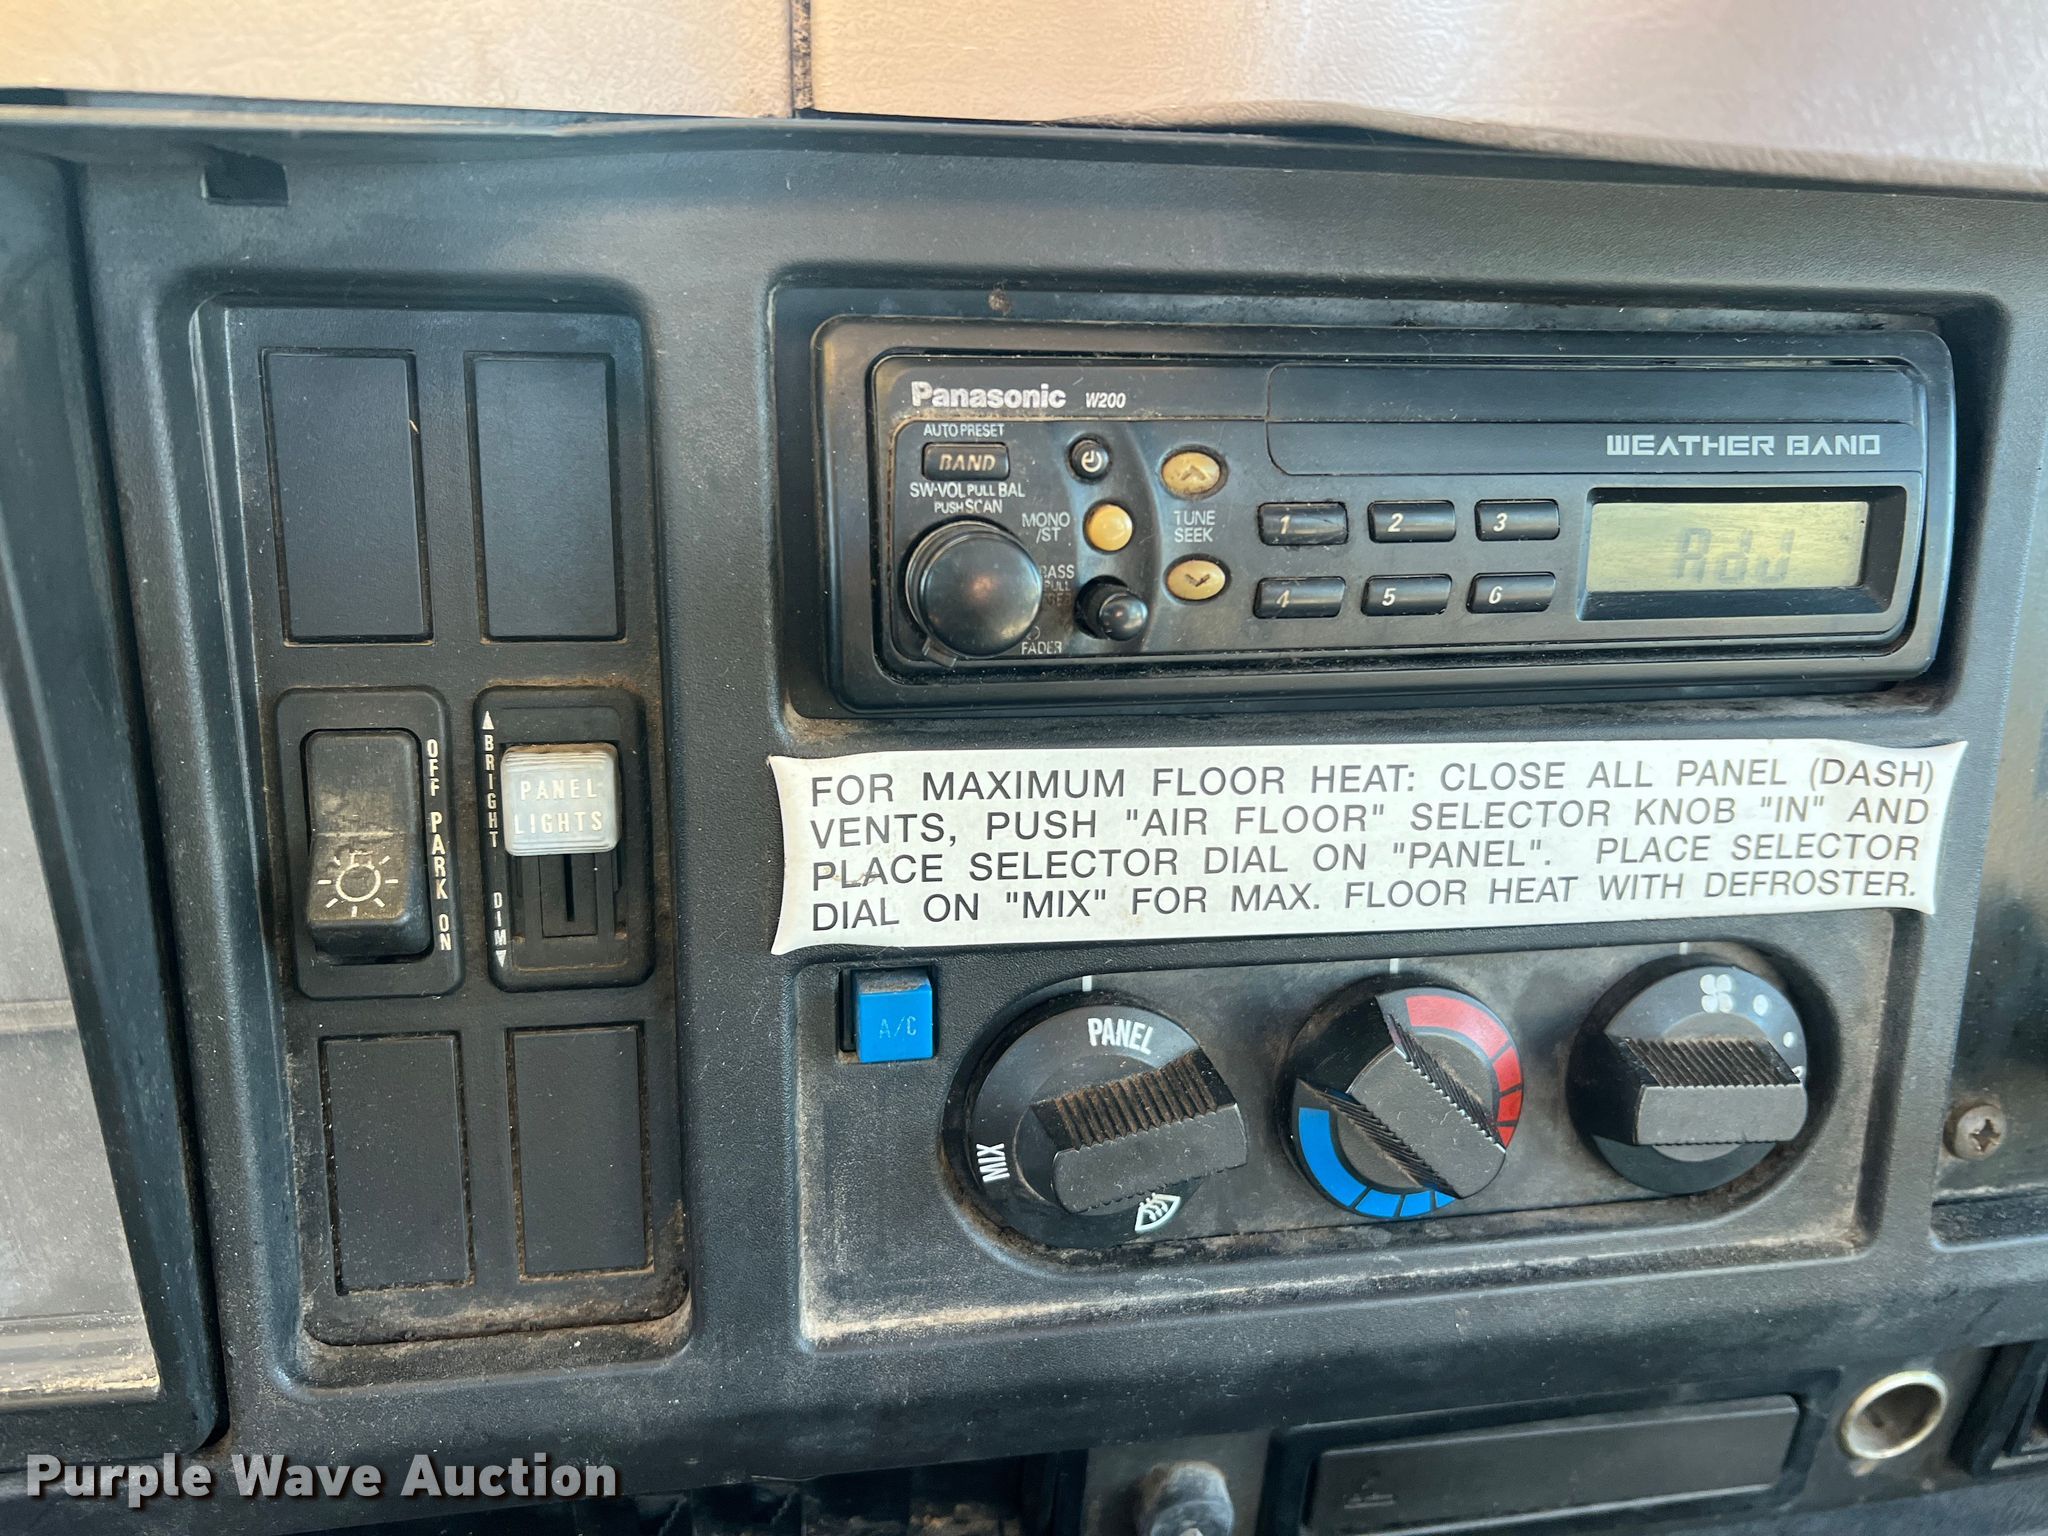 Panasonic W200
AUTO PRESET
BAND
SW·VOL PULL BAL
PUSH SCAN
MONO
/ST
TUNE
SEEK
FADER
WEATHER BAND
1 2 3
4 5 6
Adj
OFF PARK ON
BRIGHT DIM
PANEL
LIGHTS
FOR MAXIMUM FLOOR HEAT: CLOSE ALL PANEL (DASH)
VENTS, PUSH "AIR FLOOR" SELECTOR KNOB "IN" AND
PLACE SELECTOR DIAL ON "PANEL". PLACE SELECTOR
DIAL ON "MIX" FOR MAX. FLOOR HEAT WITH DEFROSTER.
A/C
PANEL
MIX
Purple Wave Auction